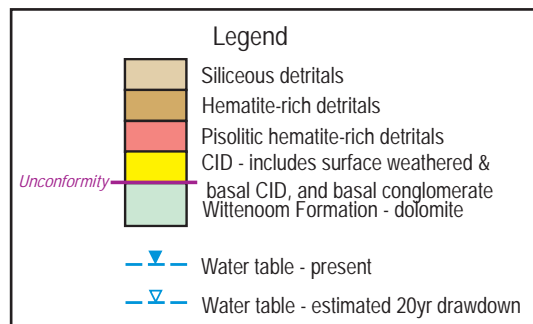 Legend
Siliceous detritals
Hematite-rich detritals
Pisolitic hematite-rich detritals
CID - includes surface weathered &
Unconformity
basal CID, and basal conglomerate
Wittenoom Formation - dolomite
Water table - present
Water table - estimated 20yr drawdown